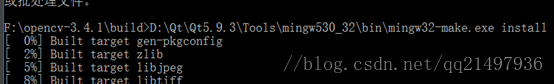 或批处理文件。
F:\opencv-3.4.1\build>D:\Qt\Qt5.9.3\Tools\mingw530_32\bin\mingw32-make.exe install
[  0%] Built target gen-pkgconfig
[  2%] Built target zlib
[  5%] Built target libjpeg
[  8%] Built target libtiff
//blog.csdn.net/qq21497936